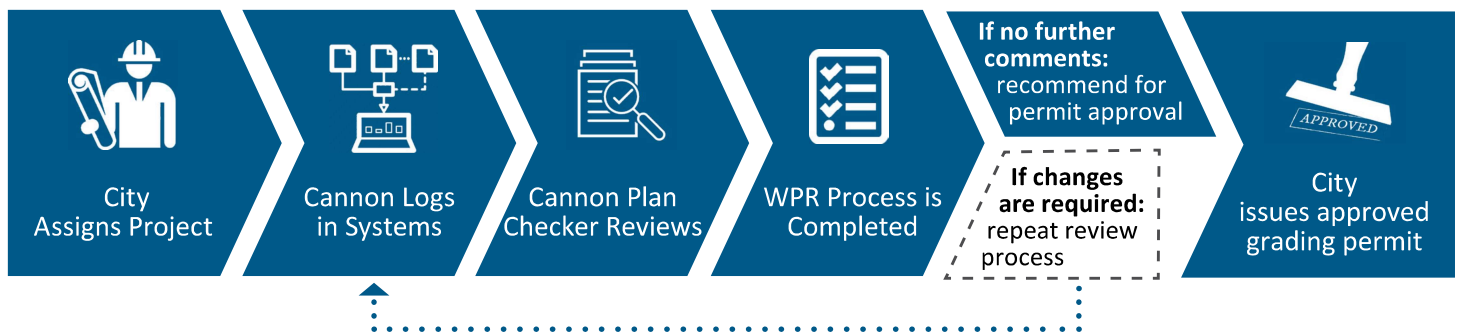 City
Assigns Project
Cannon Logs
in Systems
Cannon Plan
Checker Reviews
WPR Process is
Completed
If no further
comments:
recommend for
permit approval
If changes
are required:
repeat review
process
APPROVED
City
issues approved
grading permit